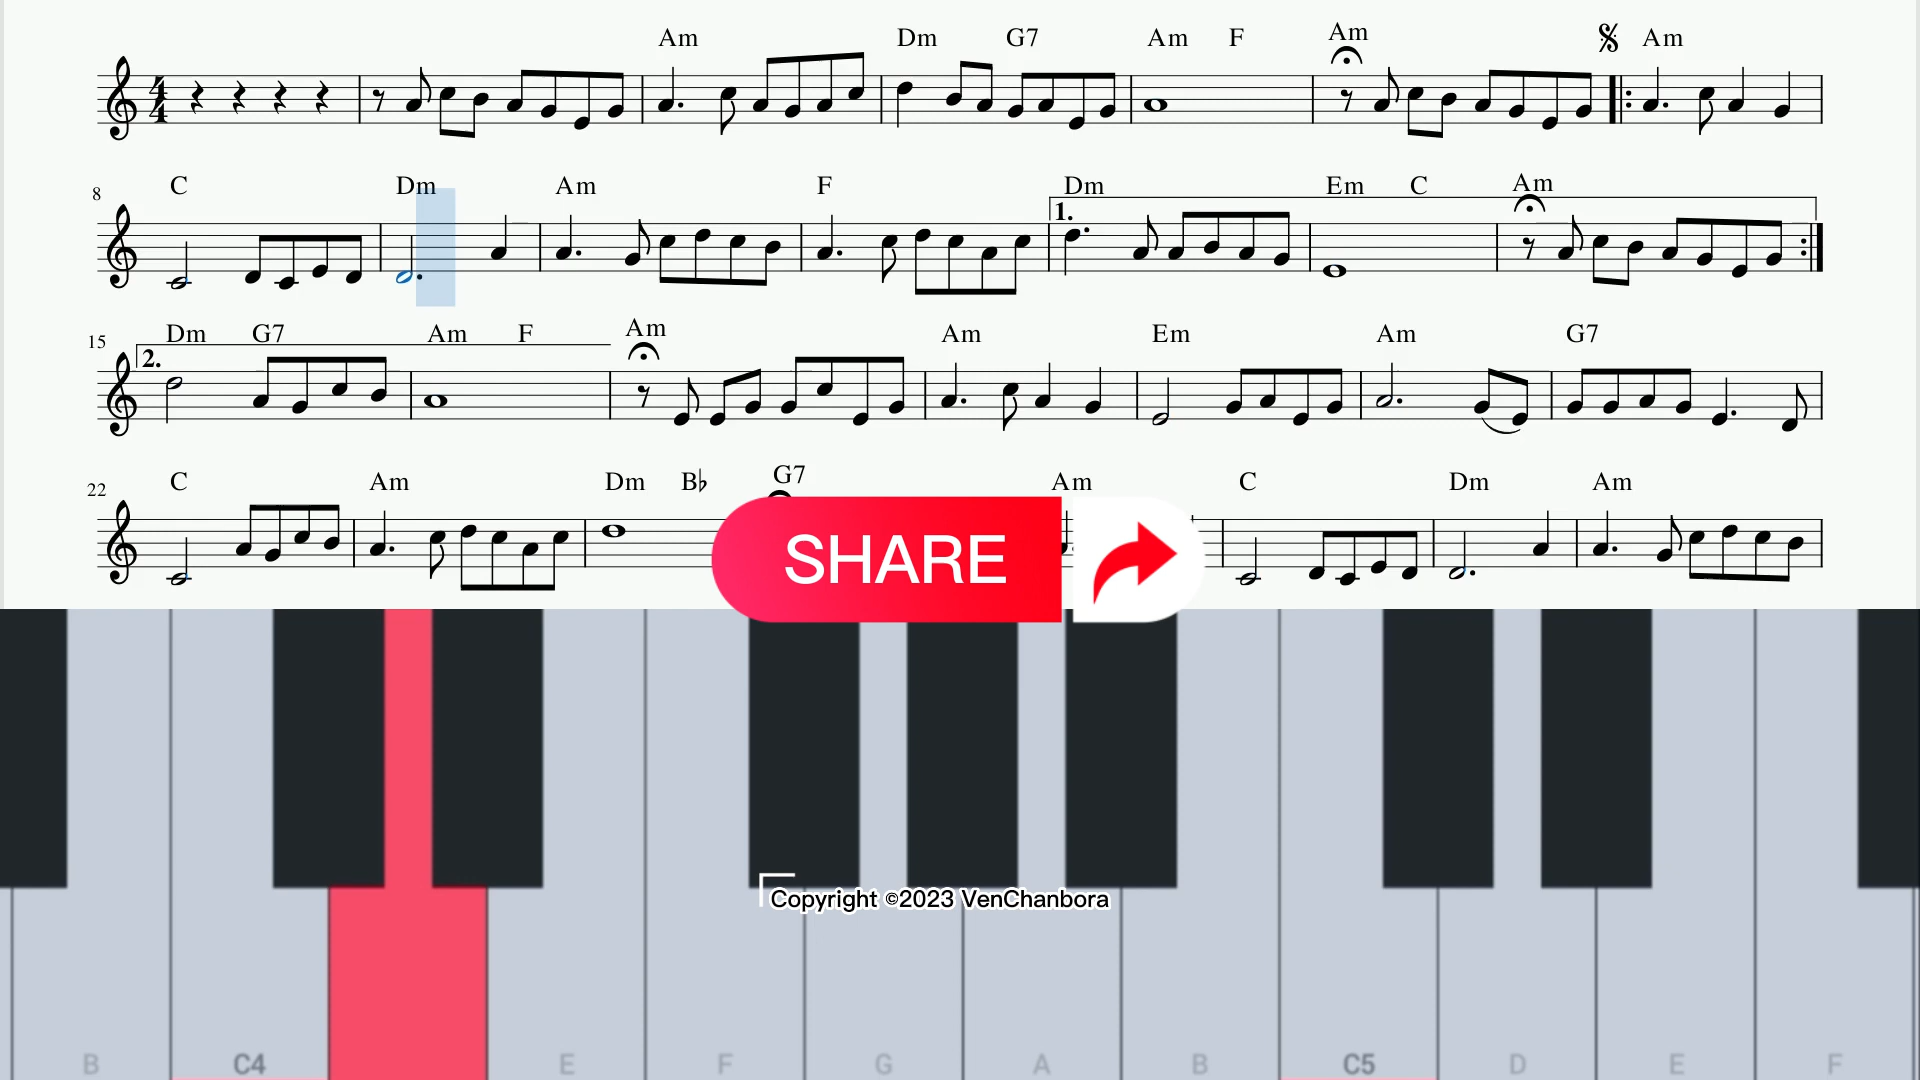 Am Dm G7 Am F Am Am
8 C Dm Am F 1. Dm Em C Am
15 2. Dm G7 Am F Am Am Em Am G7
22 C Am Dm B♭ G7 Am C Dm Am
SHARE
Copyright ©2023 VenChanbora
B C4 E F G A B C5 D E F